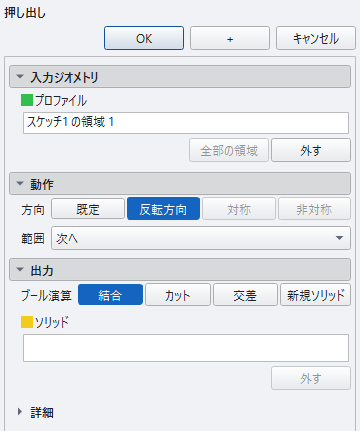 押し出し
OK
+
キャンセル
入力ジオメトリ
プロファイル
スケッチ1 の領域 1
全部の領域
外す
動作
方向
既定
反転方向
対称
非対称
範囲
次へ
出力
ブール演算
結合
カット
交差
新規ソリッド
ソリッド
外す
詳細